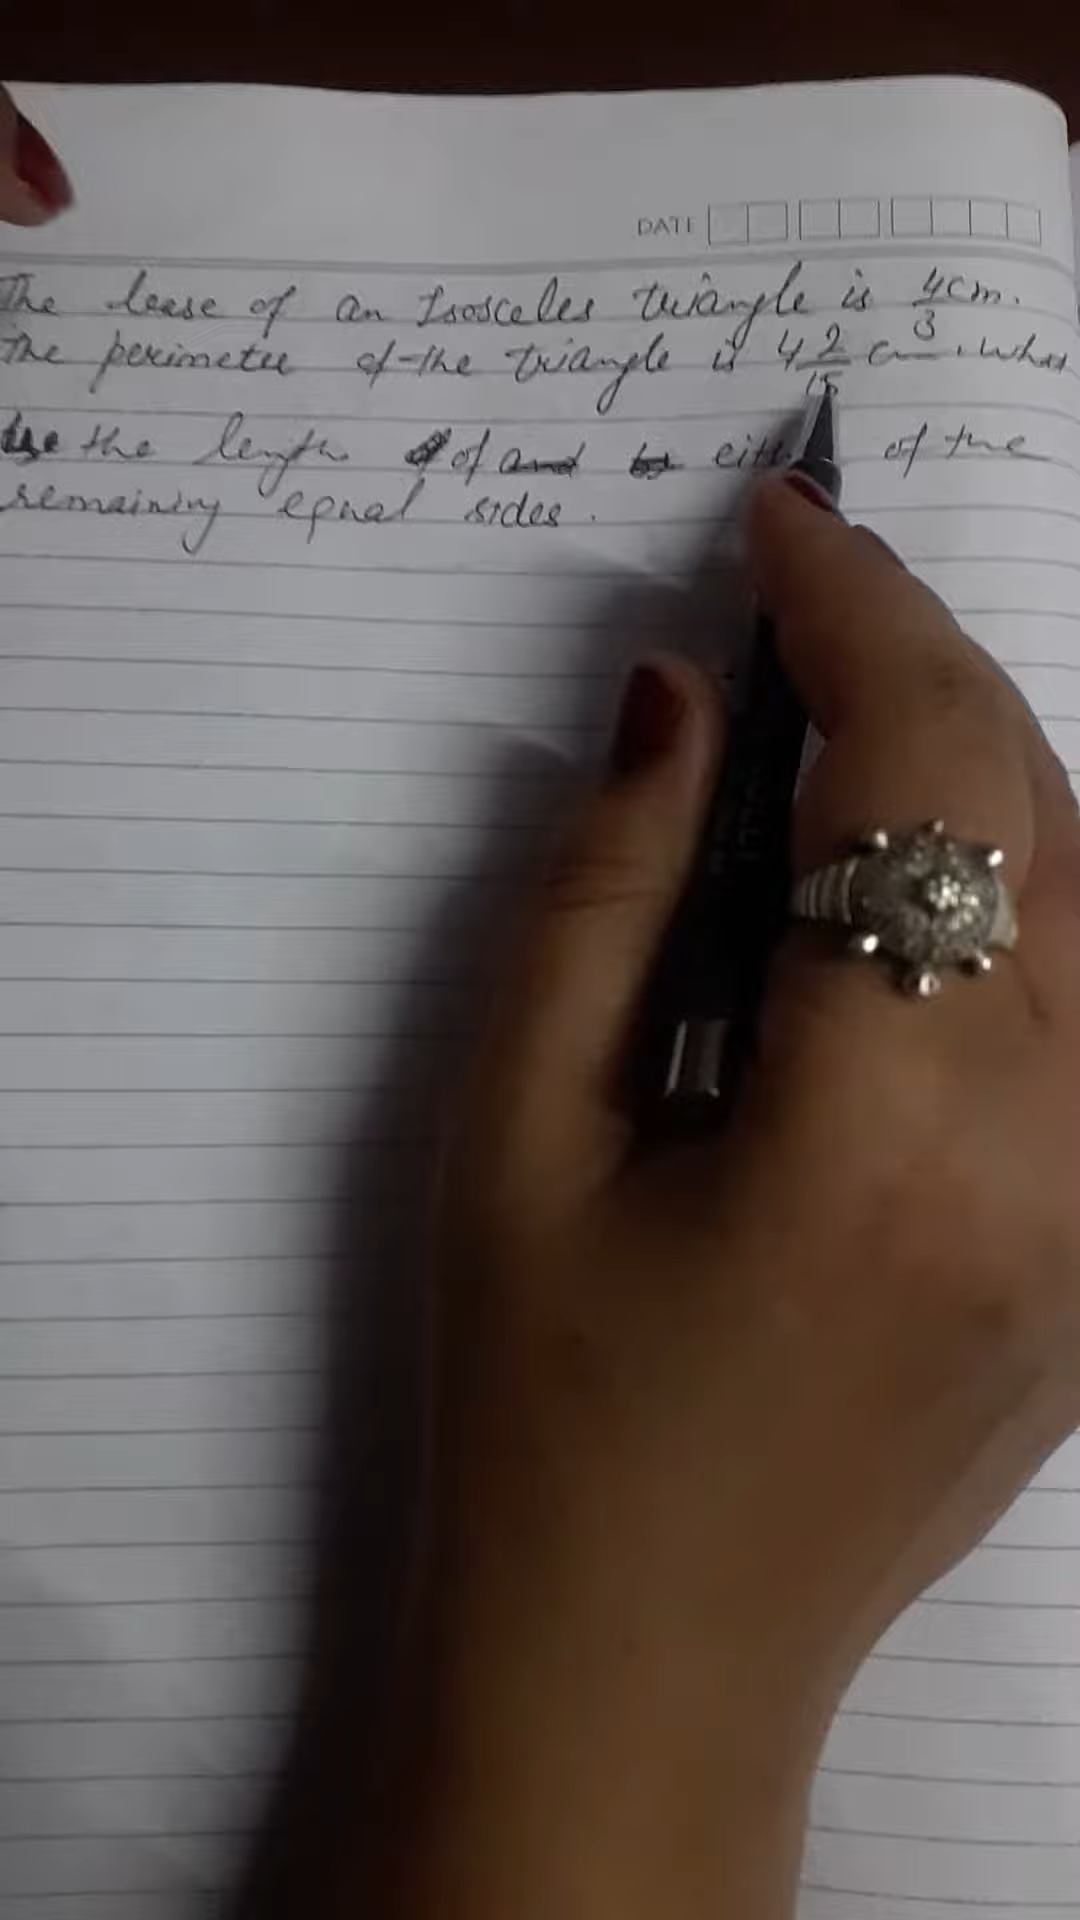 DATE
The base of an Isosceles triangle is 4/3 cm.
The perimeter of the triangle is 4 2/15 cm. What
the length of of the
remaining equal sides.